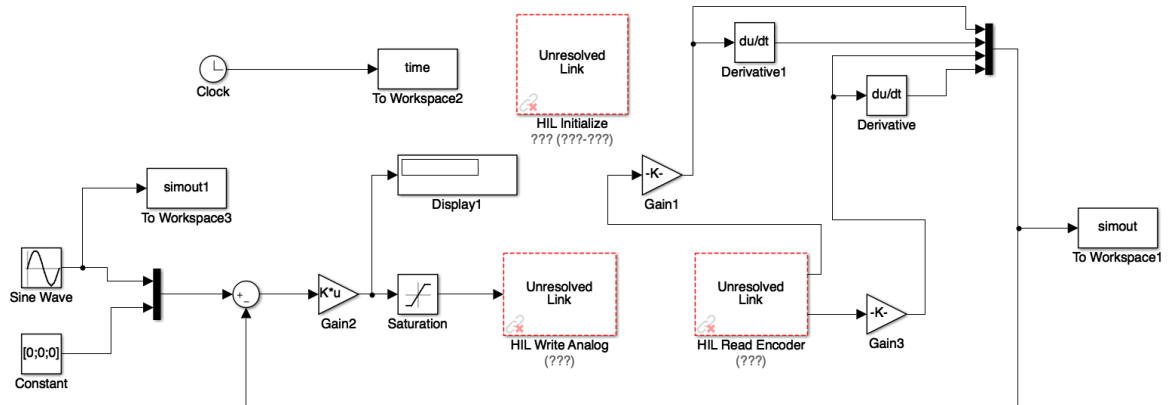 du/dt
Derivative1
time
Clock
To Workspace2
Unresolved
Link
HIL Initialize
??? (???-???)
du/dt
Derivative
simout1
To Workspace3
Display1
-K-
Gain1
simout
To Workspace1
Sine Wave
+
−
K*u
Gain2
Saturation
Unresolved
Link
HIL Write Analog
(???)
Unresolved
Link
HIL Read Encoder
(???)
-K-
Gain3
[0;0;0]
Constant